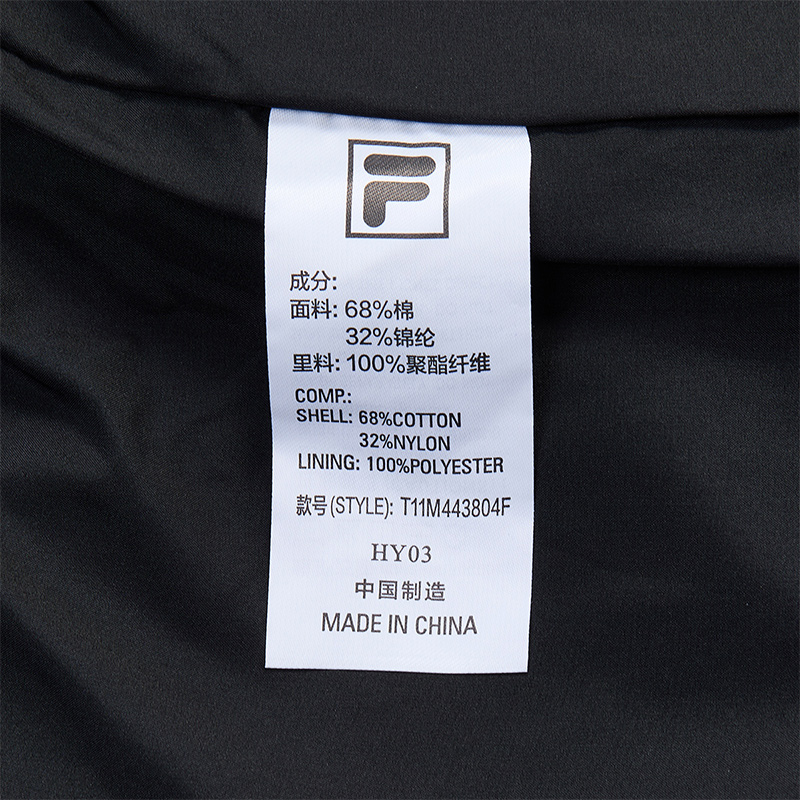 F
成分:
面料: 68%棉
32%锦纶
里料: 100%聚酯纤维
COMP.:
SHELL: 68%COTTON
32%NYLON
LINING: 100%POLYESTER
款号(STYLE): T11M443804F
HY03
中国制造
MADE IN CHINA